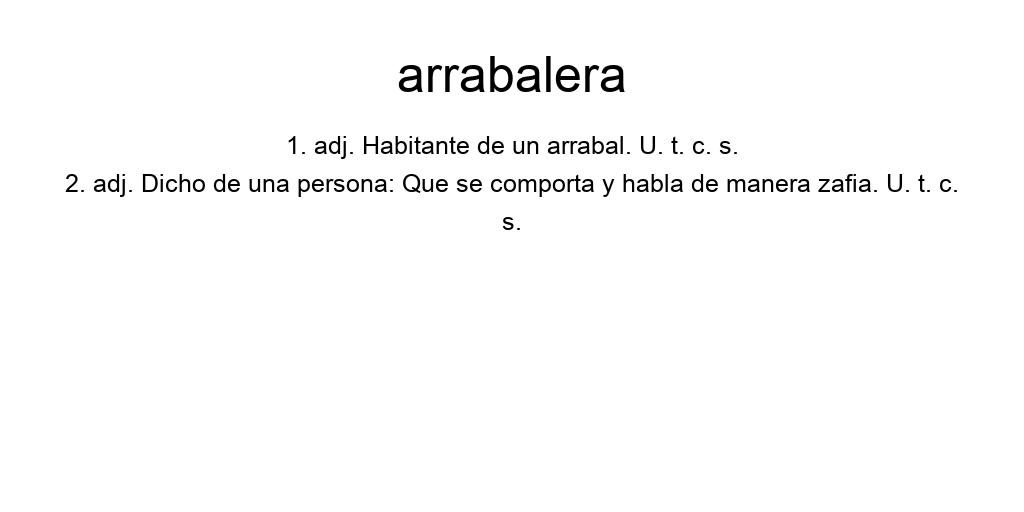 arrabalera
1. adj. Habitante de un arrabal. U. t. c. s.
2. adj. Dicho de una persona: Que se comporta y habla de manera zafia. U. t. c.
s.